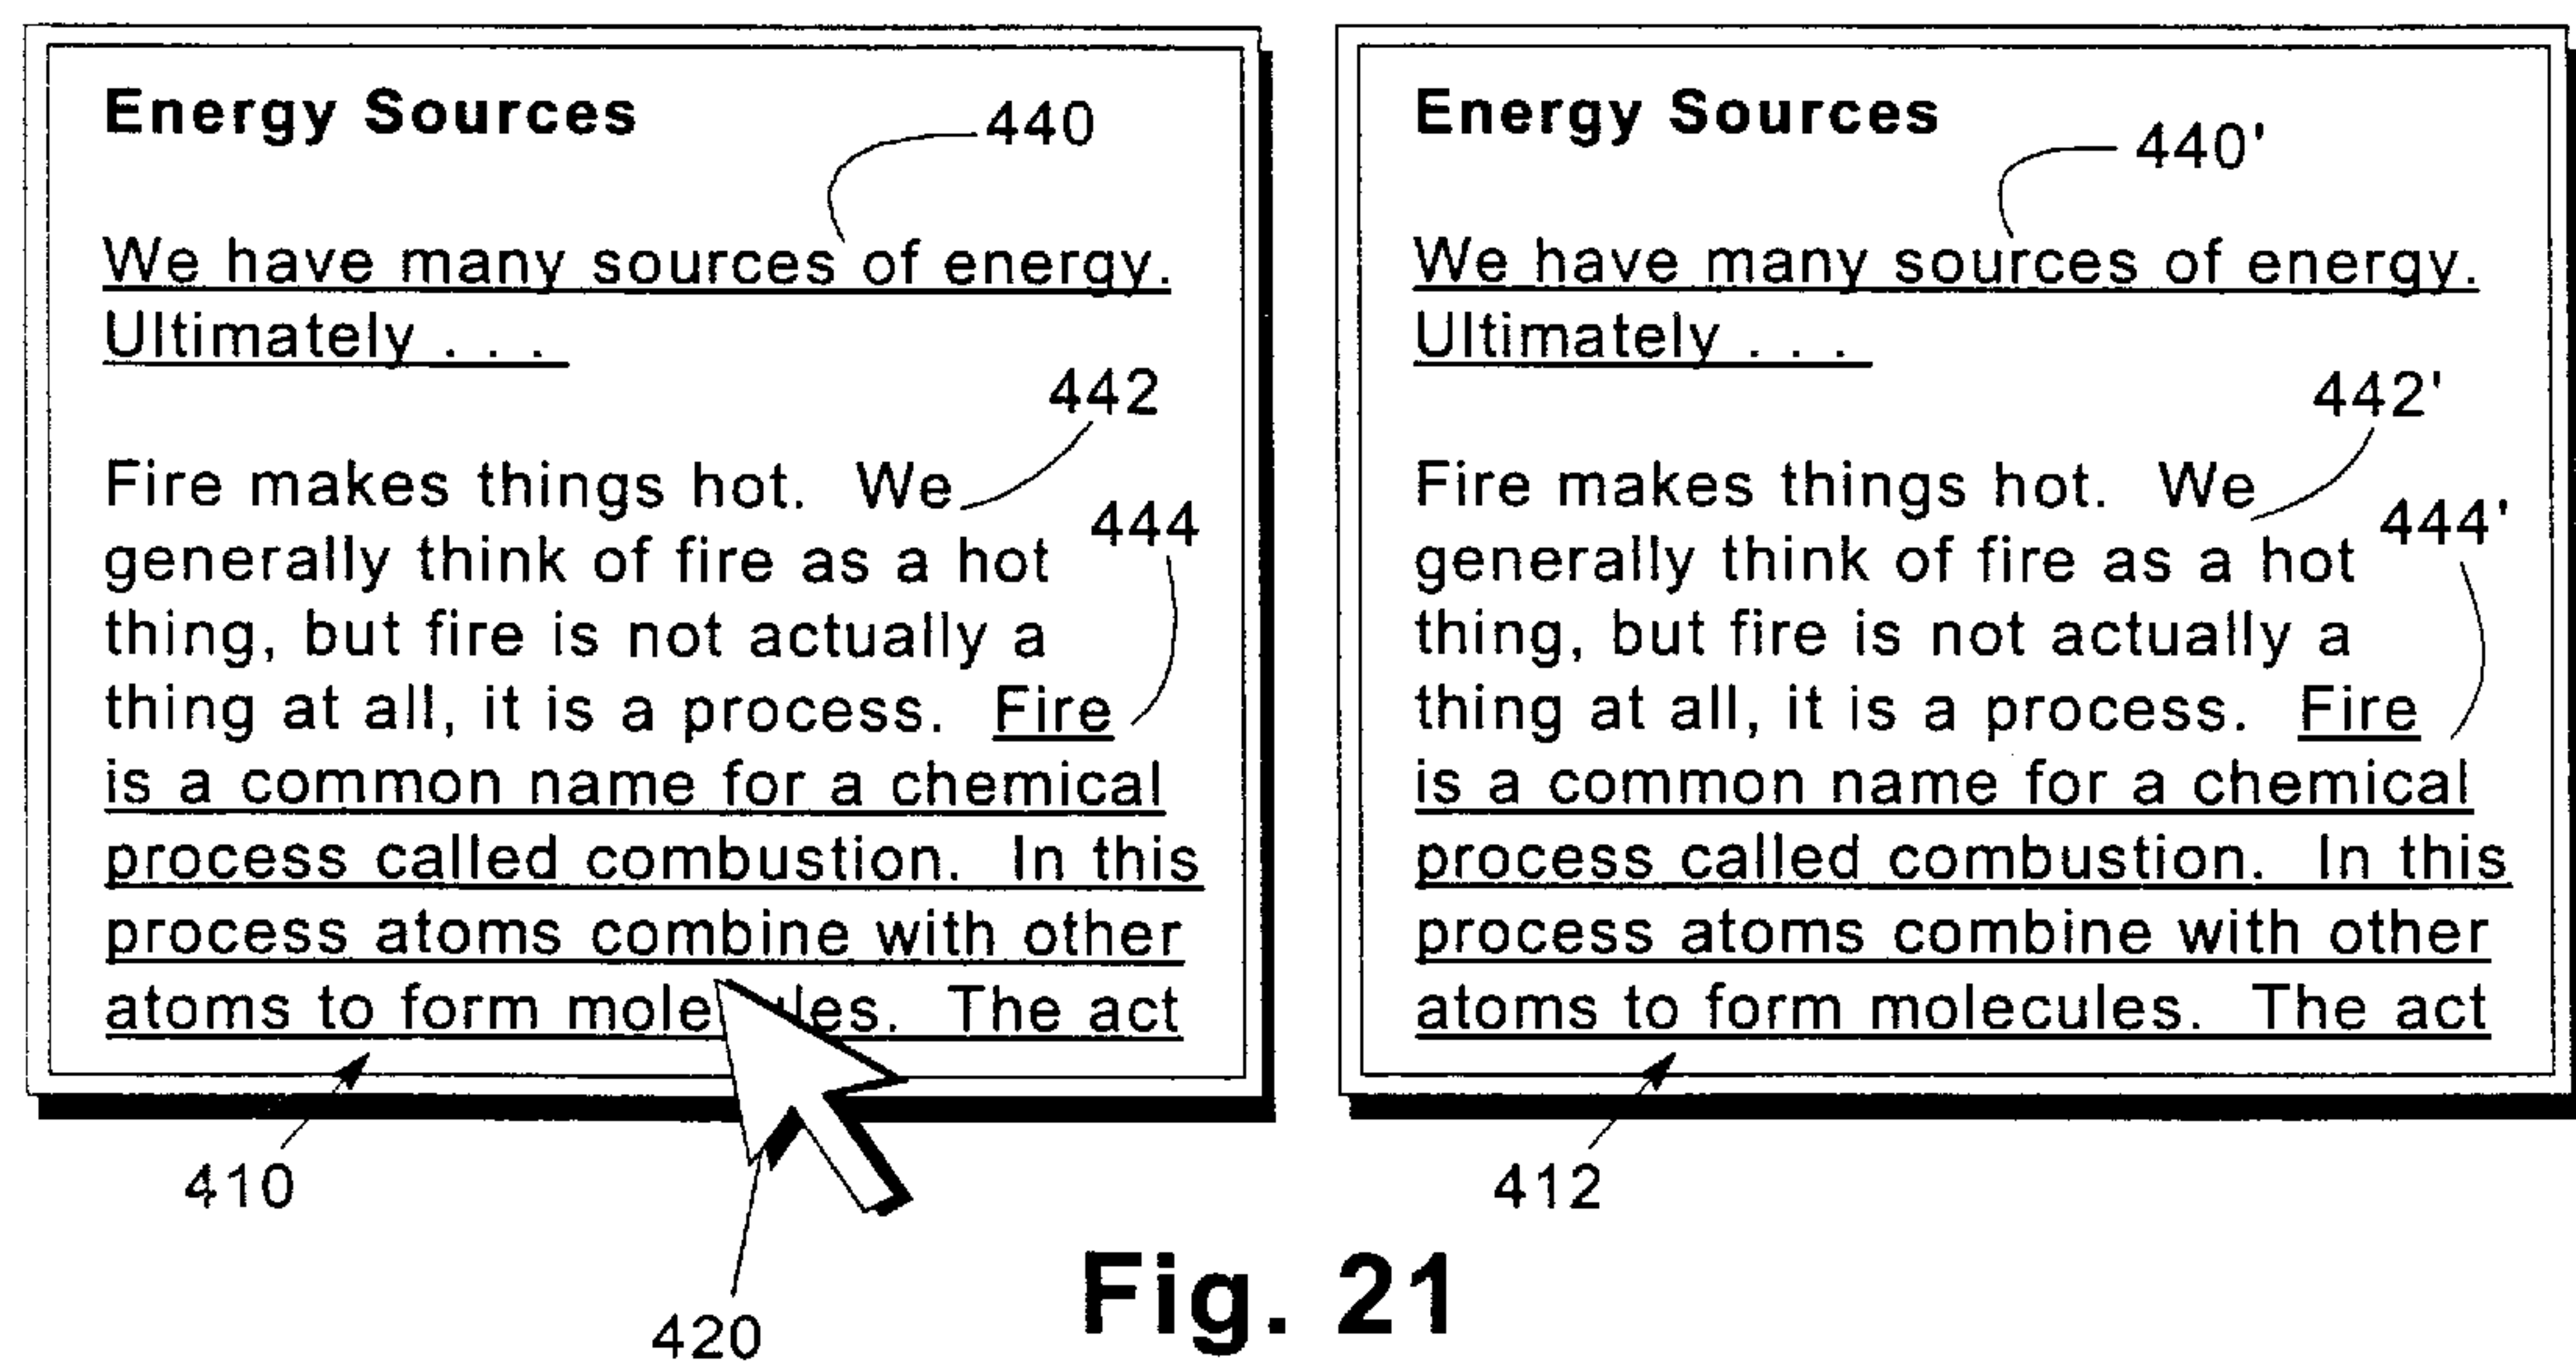 Energy Sources
440
We have many sources of energy.
Ultimately . . .
442
Fire makes things hot.  We
444
generally think of fire as a hot
thing, but fire is not actually a
thing at all, it is a process.  Fire
is a common name for a chemical
process called combustion.  In this
process atoms combine with other
atoms to form molecules.  The act
410
420
Energy Sources
440'
We have many sources of energy.
Ultimately . . .
442'
Fire makes things hot.  We
444'
generally think of fire as a hot
thing, but fire is not actually a
thing at all, it is a process.  Fire
is a common name for a chemical
process called combustion.  In this
process atoms combine with other
atoms to form molecules.  The act
412
Fig. 21